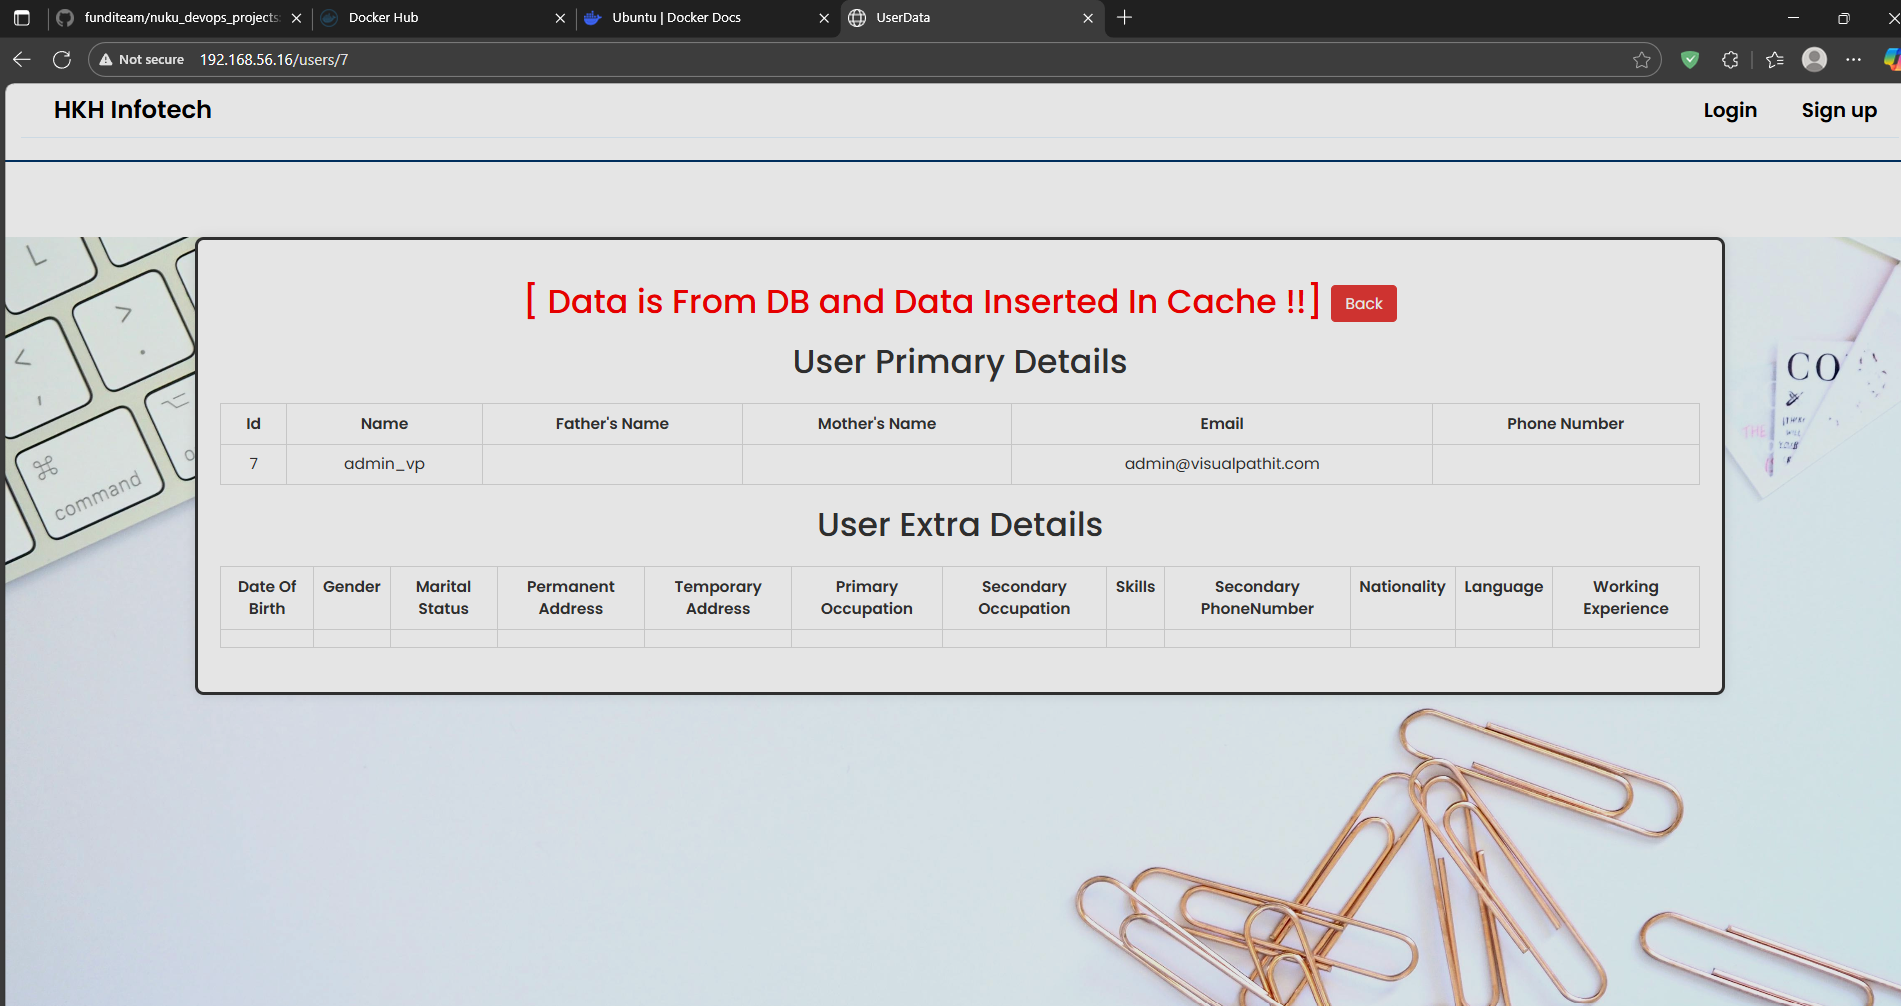 funditeam/nuku_devops_projects:
Docker Hub
Ubuntu | Docker Docs
UserData
Not secure
192.168.56.16/users/7
HKH Infotech
Login
Sign up
[ Data is From DB and Data Inserted In Cache !!]
Back
User Primary Details
Id Name Father's Name Mother's Name Email Phone Number
7 admin_vp admin@visualpathit.com
User Extra Details
Date Of Birth Gender Marital Status Permanent Address Temporary Address Primary Occupation Secondary Occupation Skills Secondary PhoneNumber Nationality Language Working Experience
L
>
.
<
,
⌘
command
⌥
CO
THE